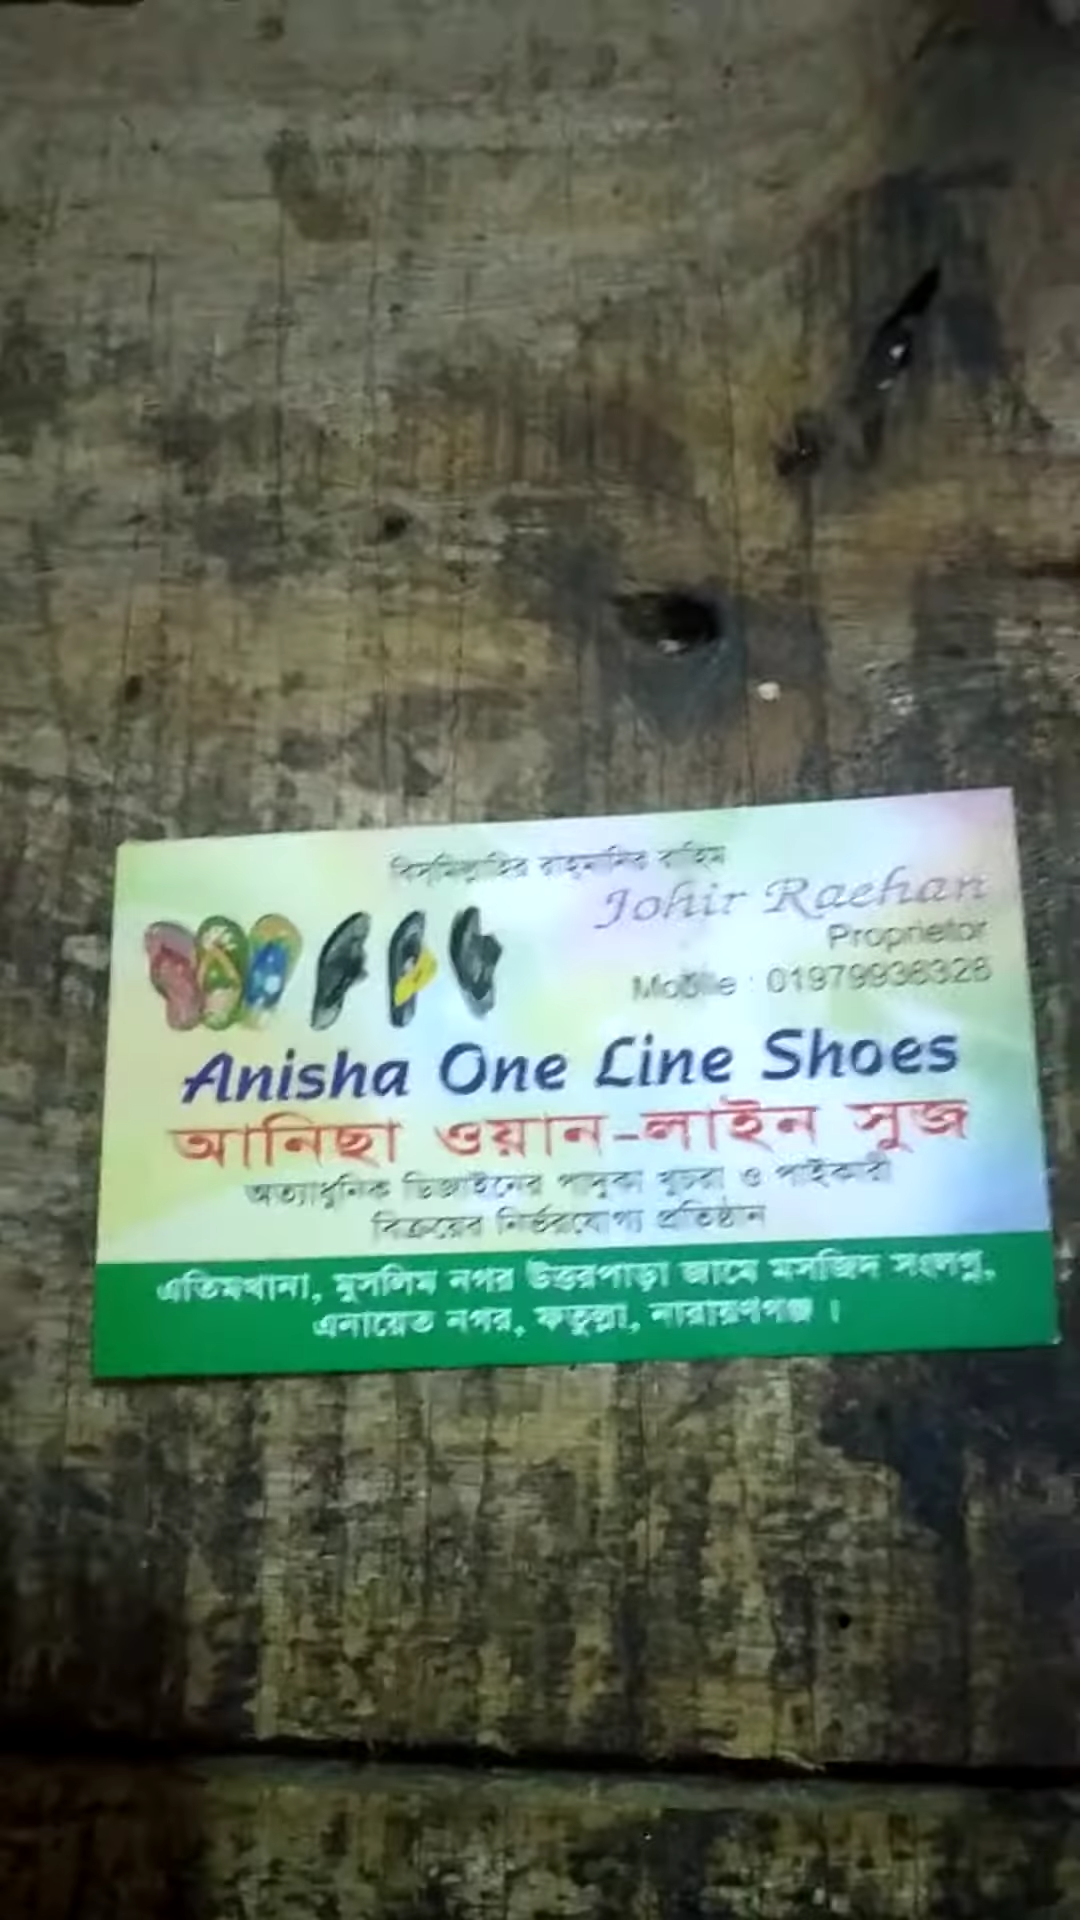 বিসমিল্লাহির রাহমানির রাহিম
Johir Raehan
Proprietor
Mobile : 01979938328
Anisha One Line Shoes
আনিছা ওয়ান-লাইন সুজ
অত্যাধুনিক ডিজাইনের পাদুকা খুচরা ও পাইকারী
বিক্রয়ের নির্ভরযোগ্য প্রতিষ্ঠান
এতিমখানা, মুসলিম নগর উত্তরপাড়া জামে মসজিদ সংলগ্ন,
এনায়েত নগর, ফতুল্লা, নারায়ণগঞ্জ ।